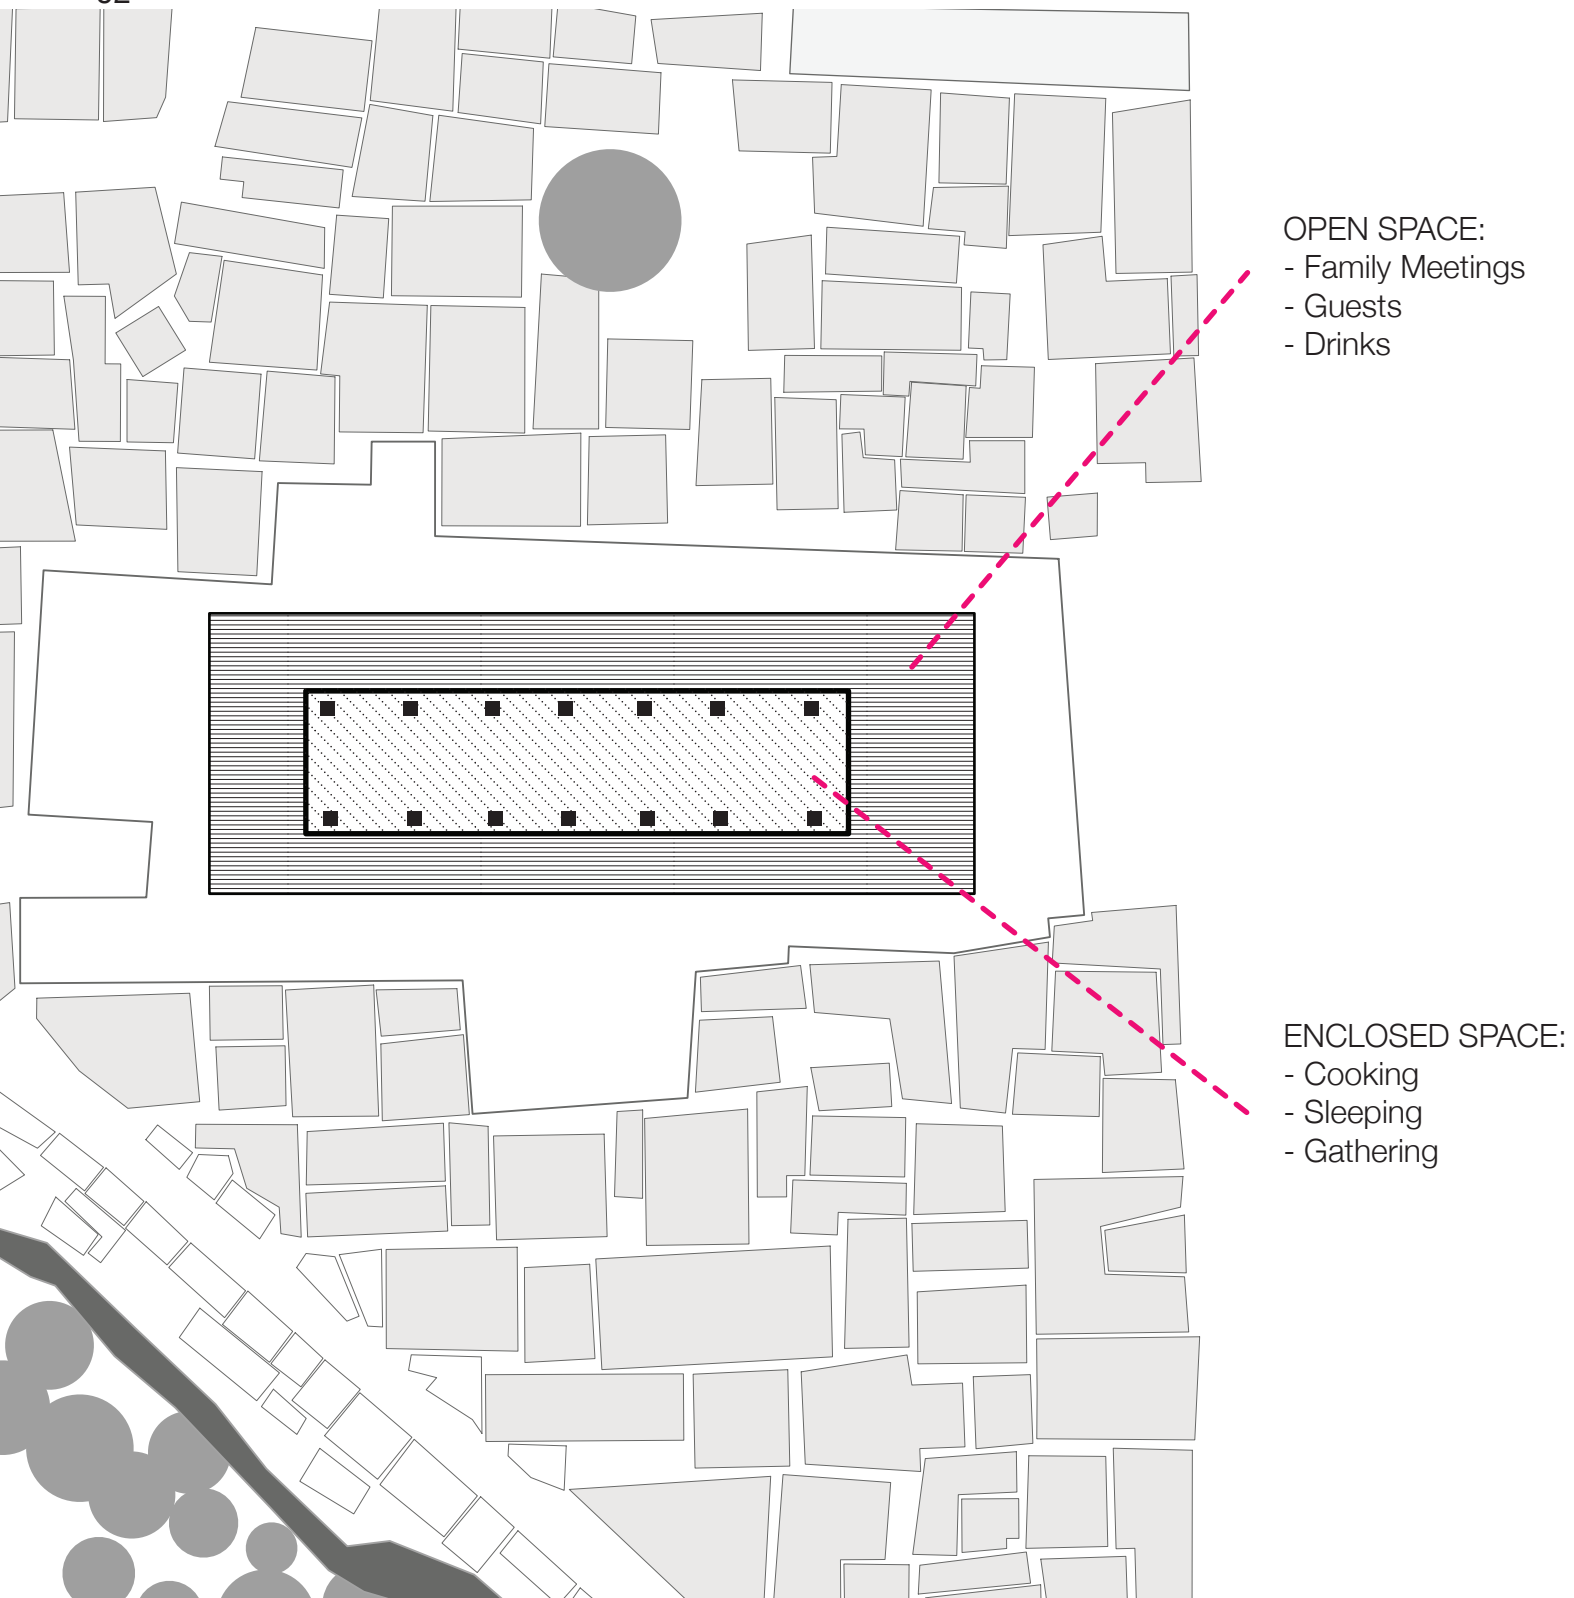 OPEN SPACE:
- Family Meetings
- Guests
- Drinks
ENCLOSED SPACE:
- Cooking
- Sleeping
- Gathering